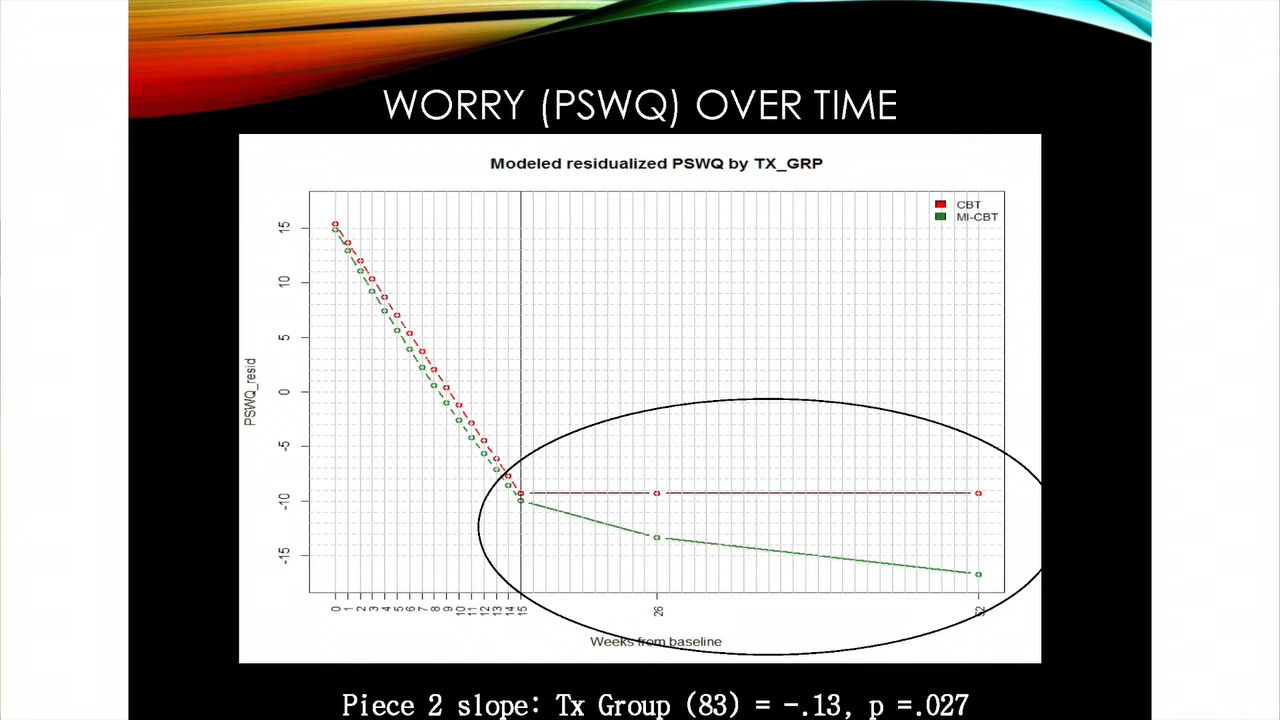 WORRY (PSWQ) OVER TIME
Modeled residualized PSWQ by TX_GRP
CBT
MI-CBT
15
10
5
0
-5
-10
-15
PSWQ_resid
0 1 2 3 4 5 6 7 8 9 10 11 12 13 14 15 26 52
Weeks from baseline
Piece 2 slope: Tx Group (83) = -.13, p =.027